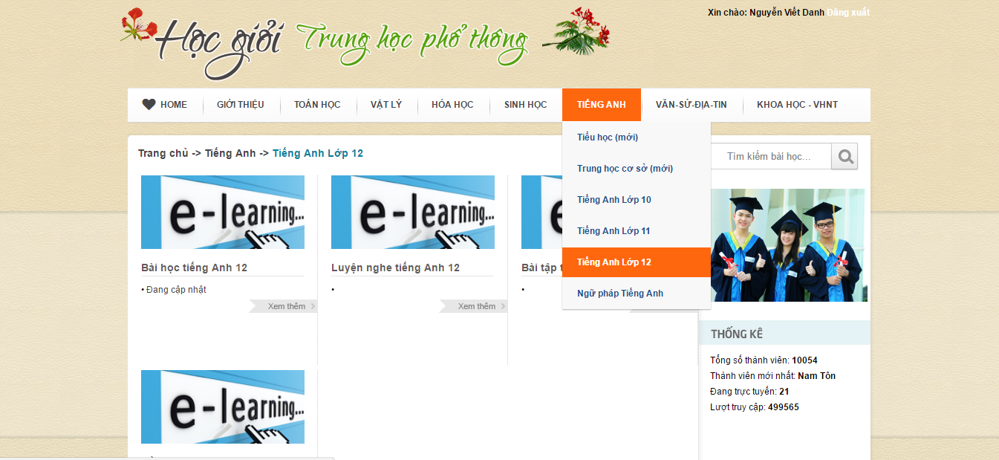 Học giỏi Trung học phổ thông
Xin chào: Nguyễn Viết Danh Đăng xuất
HOME GIỚI THIỆU TOÁN HỌC VẬT LÝ HÓA HỌC SINH HỌC TIẾNG ANH VĂN-SỬ-ĐỊA-TIN KHOA HỌC - VHNT
Tiểu học (mới)
Trung học cơ sở (mới)
Tiếng Anh Lớp 10
Tiếng Anh Lớp 11
Tiếng Anh Lớp 12
Ngữ pháp Tiếng Anh
Trang chủ -> Tiếng Anh -> Tiếng Anh Lớp 12
Tìm kiếm bài học...
e-learning...
e-learning...
Bài học tiếng Anh 12
Luyện nghe tiếng Anh 12
Bài tập
• Đang cập nhật
•
•
Xem thêm
Xem thêm
e-learning...
THỐNG KÊ
Tổng số thành viên: 10054
Thành viên mới nhất: Nam Tôn
Đang trực tuyến: 21
Lượt truy cập: 499565